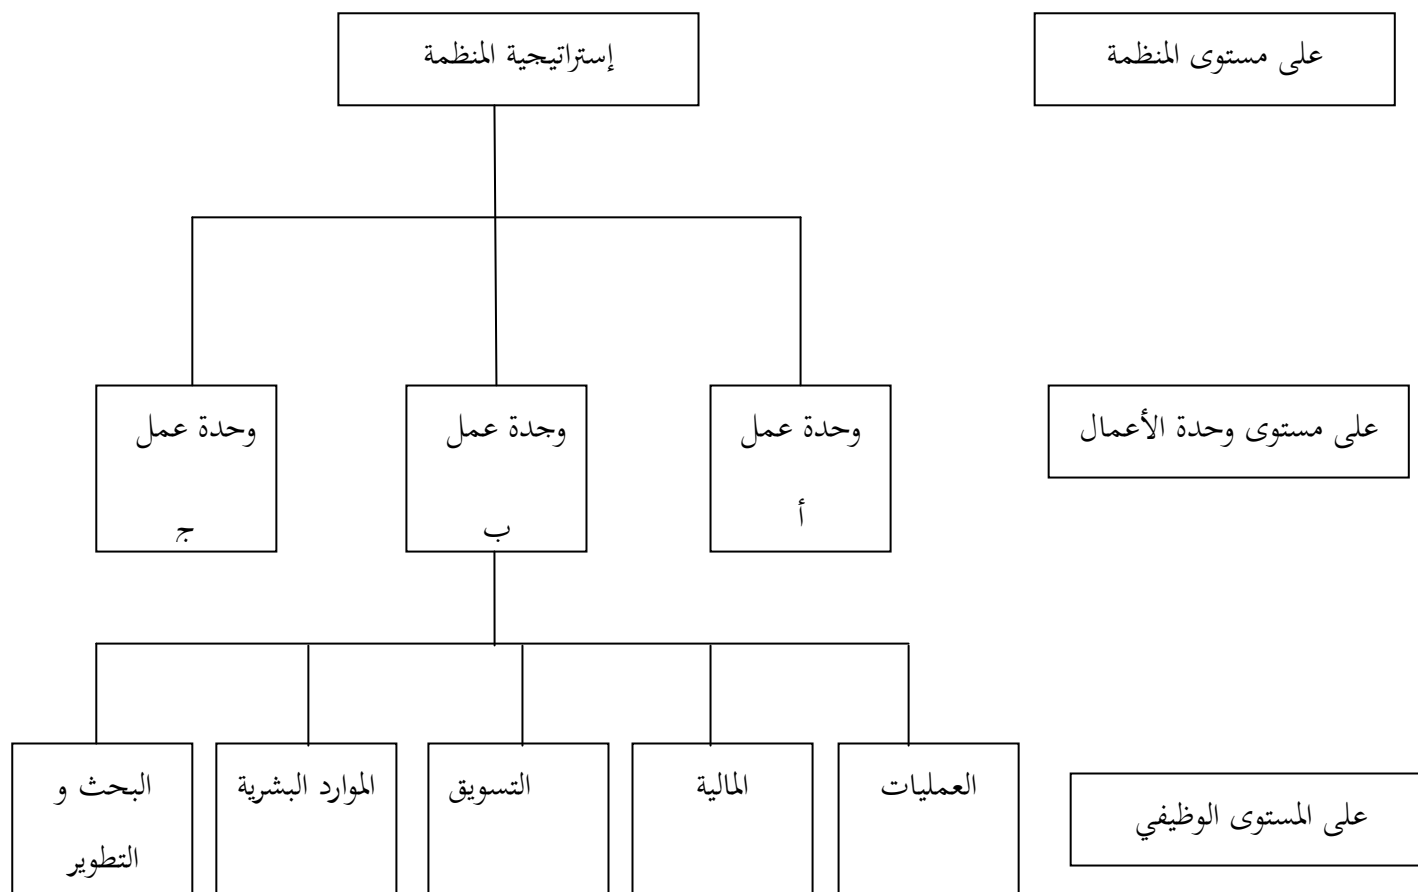 على مستوى المنظمة
إستراتيجية المنظمة
على مستوى وحدة الأعمال
وحدة عمل
أ
وجدة عمل
ب
وحدة عمل
ج
على المستوى الوظيفي
العمليات
المالية
التسويق
الموارد البشرية
البحث و
التطوير